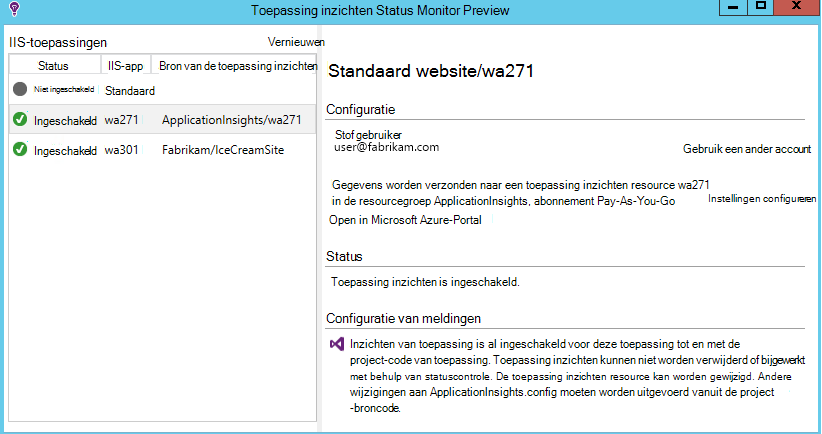 Toepassing inzichten Status Monitor Preview
IIS-toepassingen
Vernieuwen
Status
IIS-app
Bron van de toepassing inzichten
Niet ingeschakeld
Standaard
Ingeschakeld
wa271
ApplicationInsights/wa271
Ingeschakeld
wa301
Fabrikam/IceCreamSite
Standaard website/wa271
Configuratie
Stof gebruiker
user@fabrikam.com
Gebruik een ander account
Gegevens worden verzonden naar een toepassing inzichten resource wa271
in de resourcegroep ApplicationInsights, abonnement Pay-As-You-Go
Instellingen configureren
Open in Microsoft Azure-Portal
Status
Toepassing inzichten is ingeschakeld.
Configuratie van meldingen
Inzichten van toepassing is al ingeschakeld voor deze toepassing tot en met de
project-code van toepassing. Toepassing inzichten kunnen niet worden verwijderd of bijgewerkt
met behulp van statuscontrole. De toepassing inzichten resource kan worden gewijzigd. Andere
wijzigingen aan ApplicationInsights.config moeten worden uitgevoerd vanuit de project
-broncode.